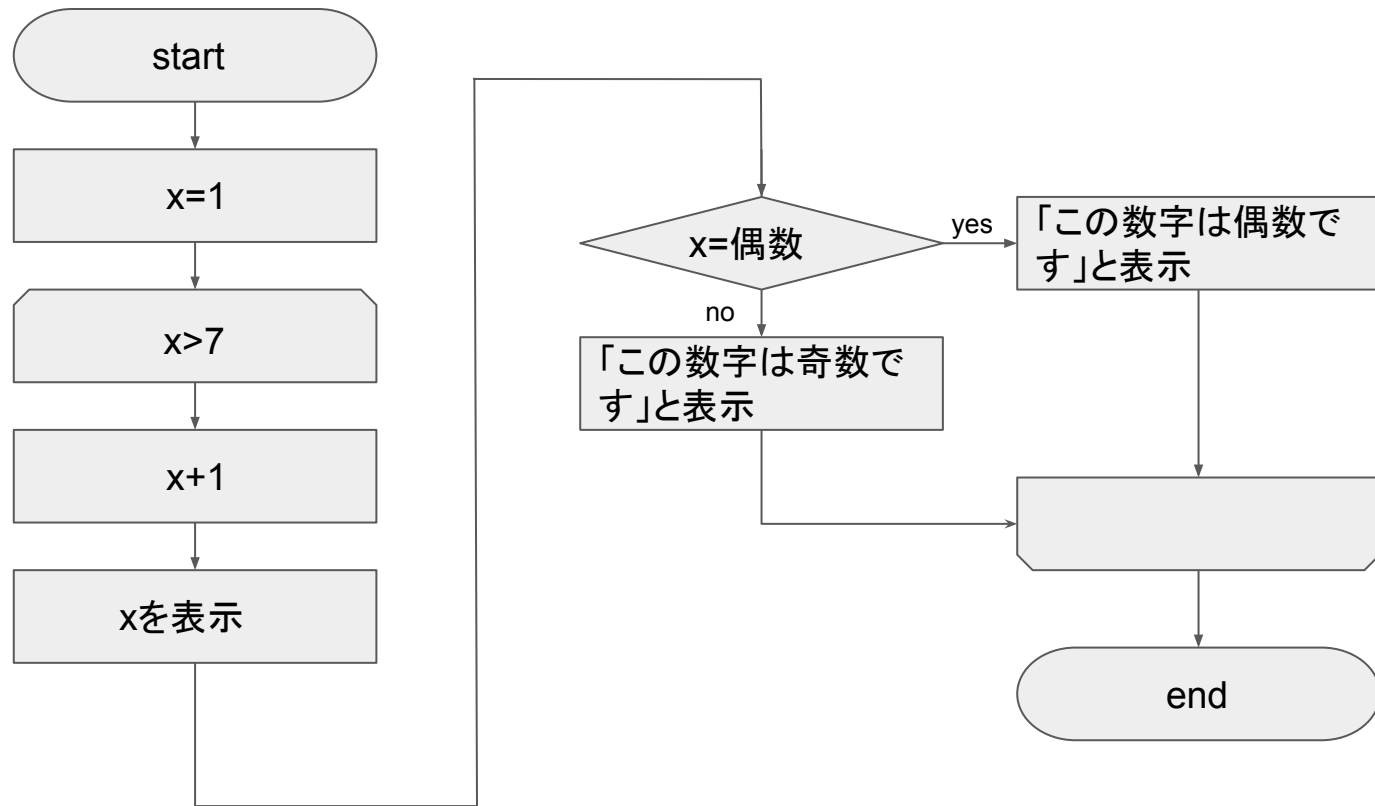 start
x=1
x>7
x+1
xを表示
x=偶数
yes
「この数字は偶数で
す」と表示
no
「この数字は奇数で
す」と表示
end